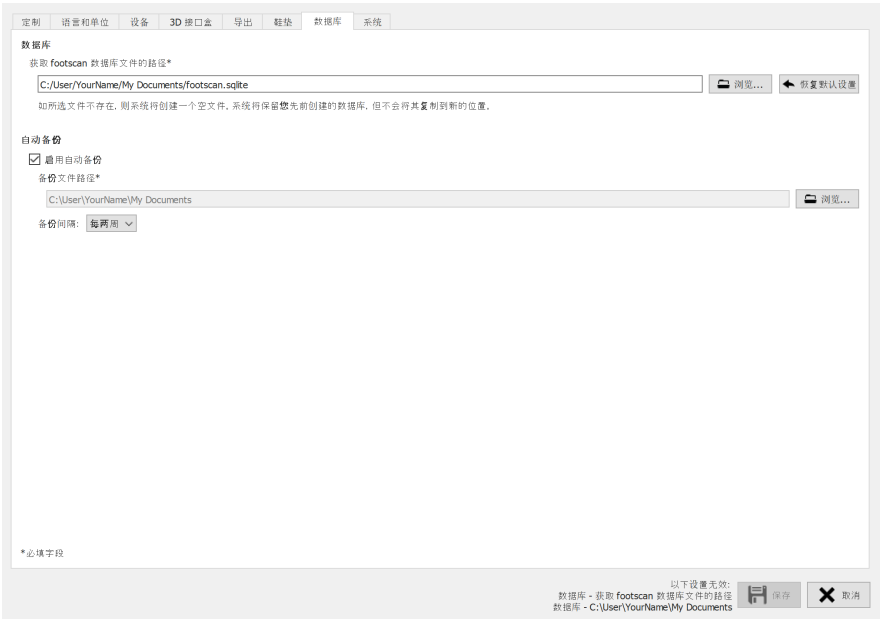 定制 语言和单位 设备 3D 接口盒 导出 鞋垫 数据库 系统
数据库
获取 footscan 数据库文件的路径*
C:/User/YourName/My Documents/footscan.sqlite 浏览... 恢复默认设置
如所选文件不存在, 则系统将创建一个空文。系统将保留您先前创建的数据库, 但不会将其复制到新的位置。
自动备份
启用自动备份
备份文件路径*
C:\User\YourName\My Documents 浏览...
备份间隔: 每两周
*必填字段
以下设置无效:
数据库 - 获取 footscan 数据库文件的路径
数据库 - C:\User\YourName\My Documents
保存 取消